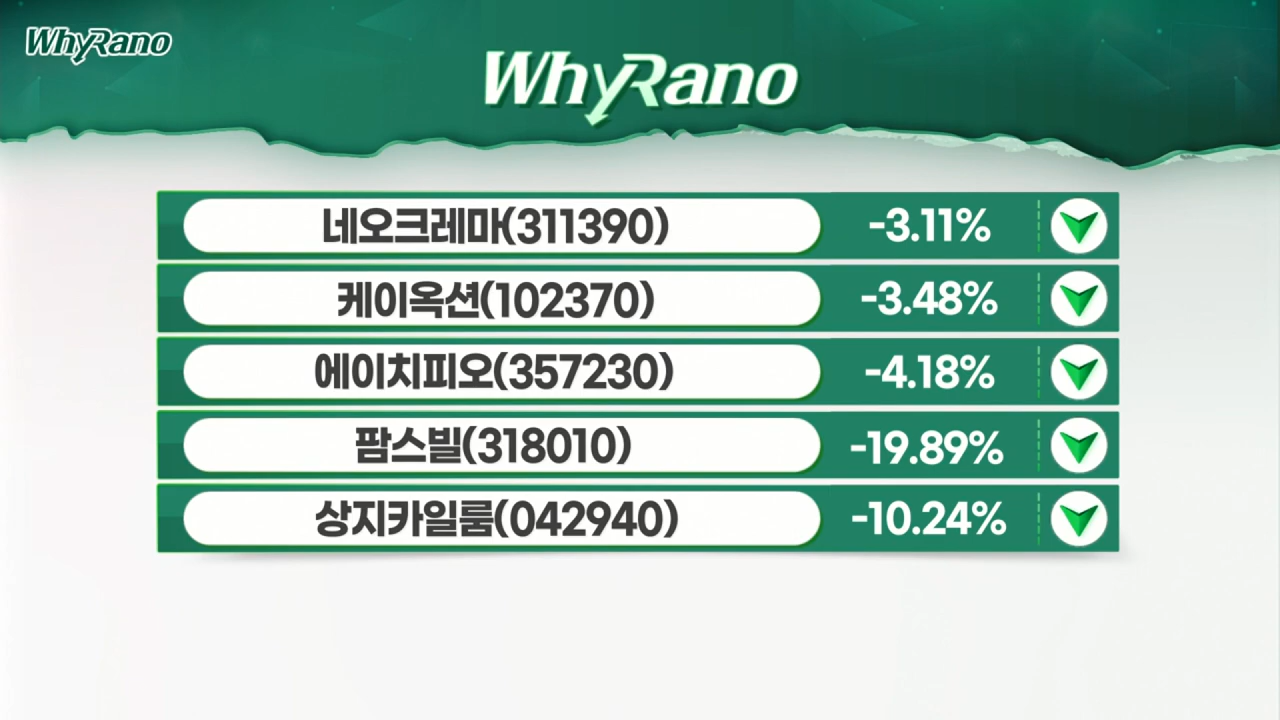 WhyRano
WhyRano
네오크레마(311390) -3.11%
케이옥션(102370) -3.48%
에이치피오(357230) -4.18%
팜스빌(318010) -19.89%
상지카일룸(042940) -10.24%